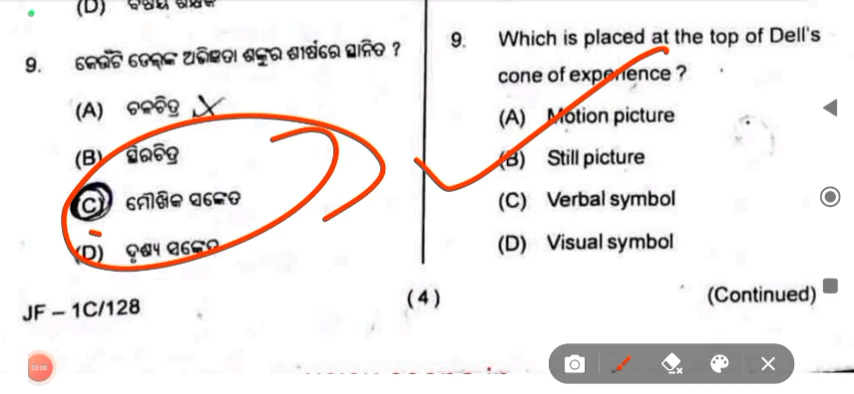 (D) ବିଷୟ ଶିକ୍ଷକ
9. କେଉଁଟି ଡେଲ୍‌ଙ୍କ ଅଭିଜ୍ଞତା ଶଙ୍କୁର ଶୀର୍ଷରେ ସ୍ଥାନିତ ?
(A) ଚଳଚିତ୍ର
(B) ସ୍ଥିରଚିତ୍ର
(C) ମୌଖିକ ସଙ୍କେତ
(D) ଦୃଶ୍ୟ ସଙ୍କେତ
JF – 1C/128
9. Which is placed at the top of Dell's
cone of experience ?
(A) Motion picture
(B) Still picture
(C) Verbal symbol
(D) Visual symbol
(4)
(Continued)